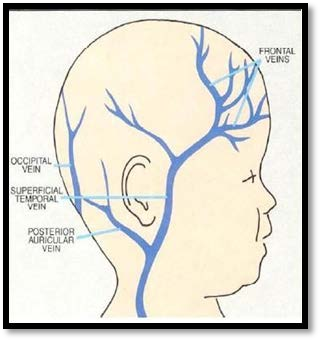 FRONTAL
VEINS
OCCIPITAL
VEIN
SUPERFICIAL
TEMPORAL
VEIN
POSTERIOR
AURICULAR
VEIN